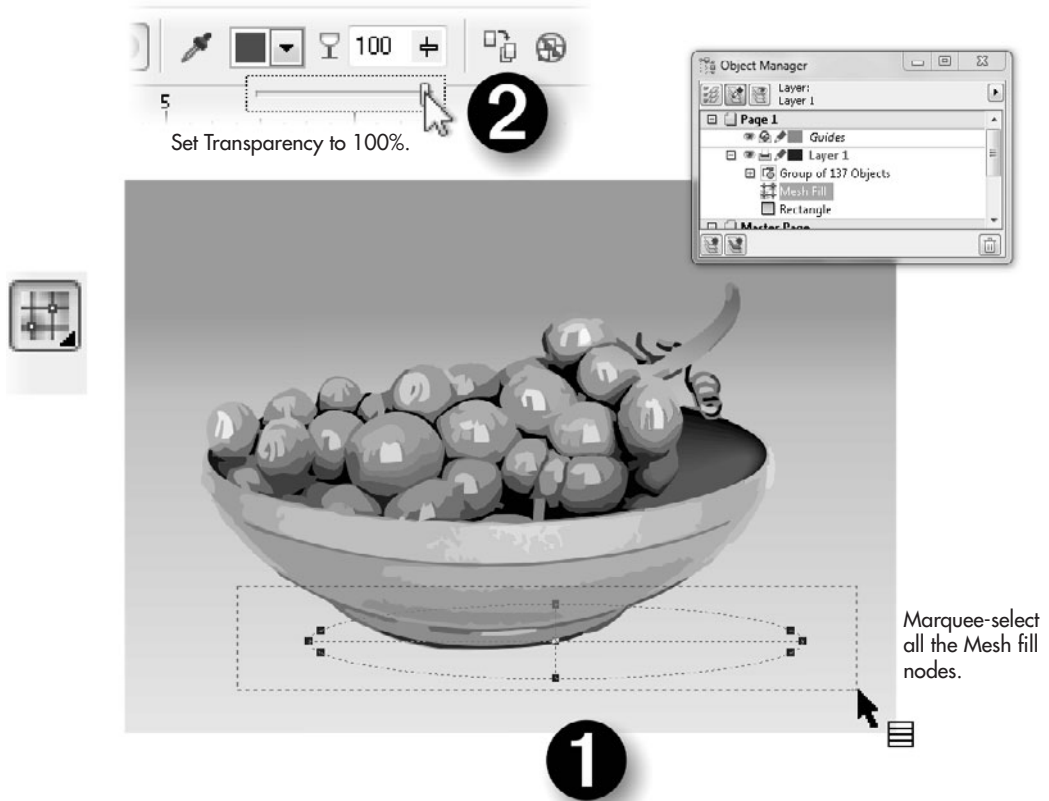 100
5
2
Set Transparency to 100%.
Object Manager
Layer:
Layer 1
Page 1
Guides
Layer 1
Group of 137 Objects
Mesh Fill
Rectangle
Master Page
Marquee-select
all the Mesh fill
nodes.
1